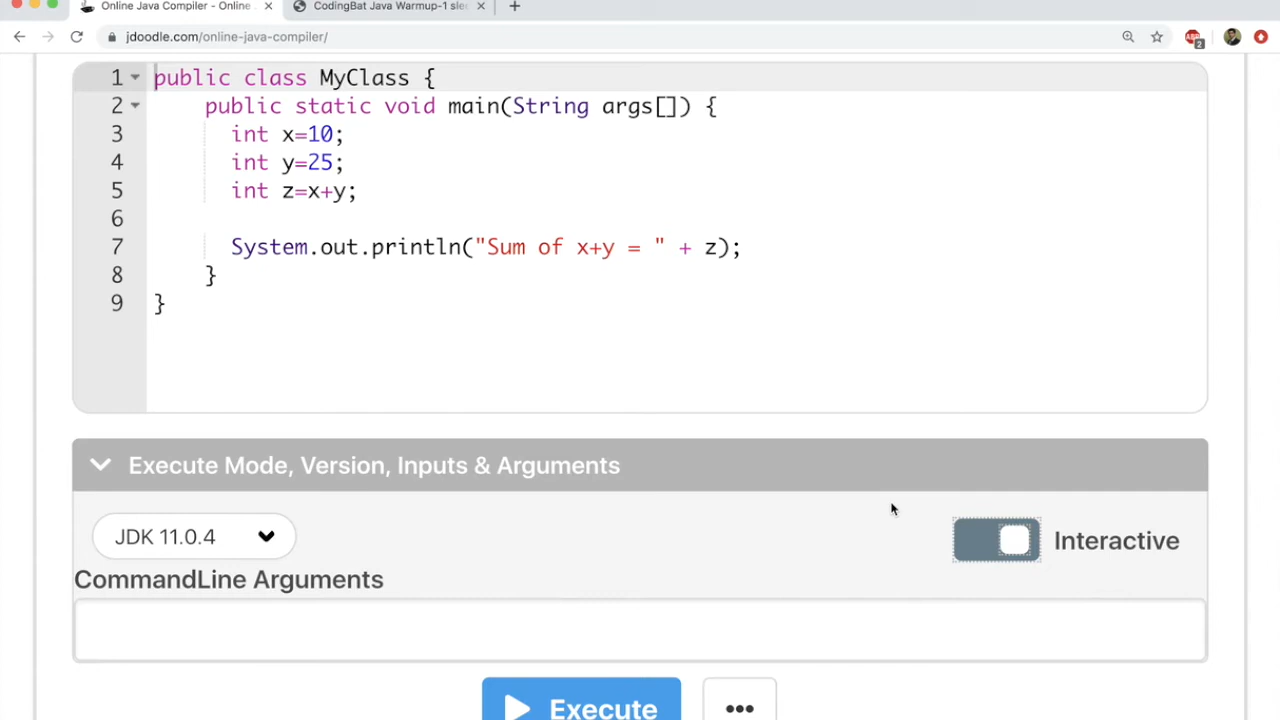 Online Java Compiler - Online
CodingBat Java Warmup-1 slee
jdoodle.com/online-java-compiler/
2
1 public class MyClass {
2 public static void main(String args[]) {
3 int x=10;
4 int y=25;
5 int z=x+y;
6
7 System.out.println("Sum of x+y = " + z);
8 }
9 }
Execute Mode, Version, Inputs & Arguments
JDK 11.0.4
Interactive
CommandLine Arguments
Execute